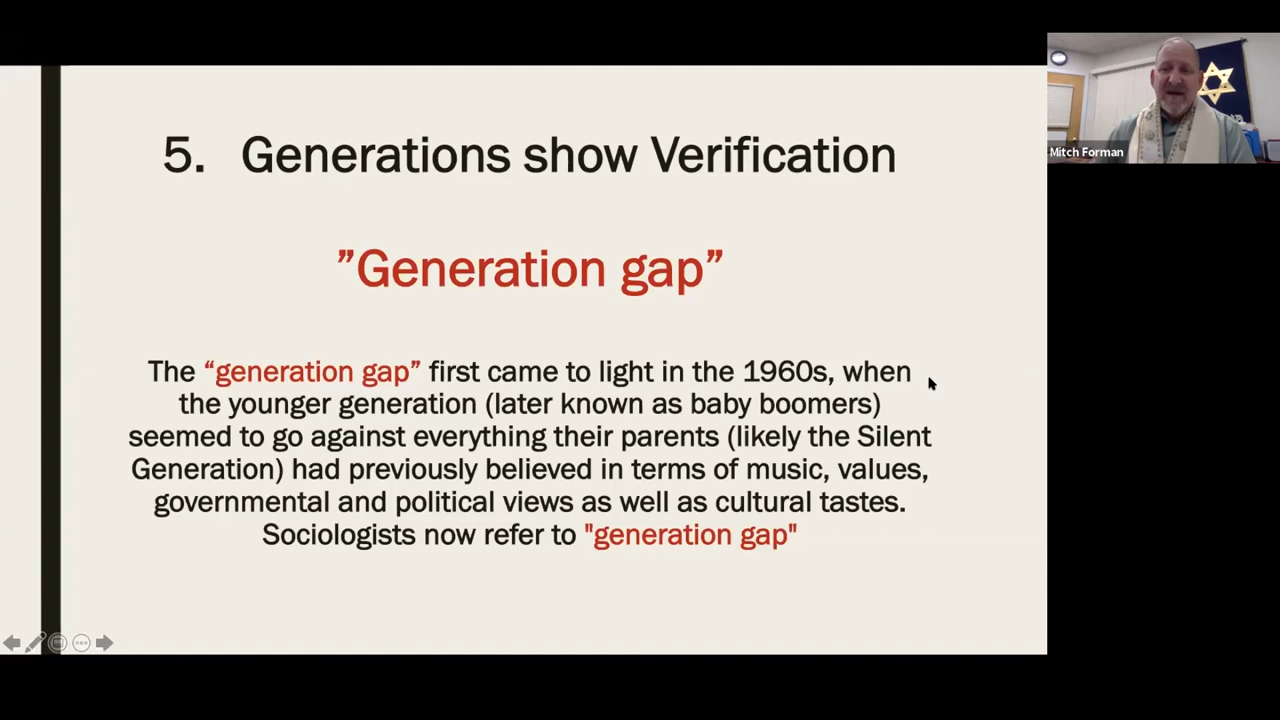 5. Generations show Verification
”Generation gap”
The “generation gap” first came to light in the 1960s, when
the younger generation (later known as baby boomers)
seemed to go against everything their parents (likely the Silent
Generation) had previously believed in terms of music, values,
governmental and political views as well as cultural tastes.
Sociologists now refer to "generation gap"
Mitch Forman